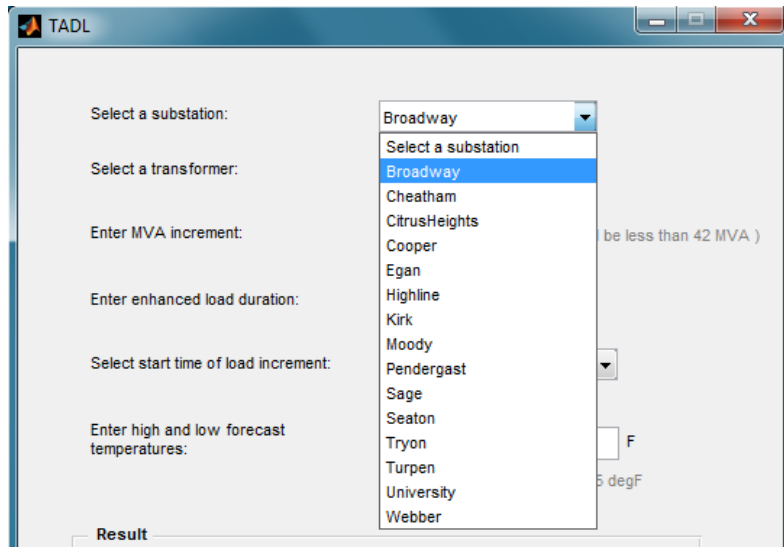 TADL
Select a substation:
Broadway
Select a substation
Broadway
Cheatham
CitrusHeights
Cooper
Egan
Highline
Kirk
Moody
Pendergast
Sage
Seaton
Tryon
Turpen
University
Webber
Select a transformer:
Enter MVA increment:
be less than 42 MVA )
Enter enhanced load duration:
Select start time of load increment:
Enter high and low forecast
temperatures:
F
degF
Result